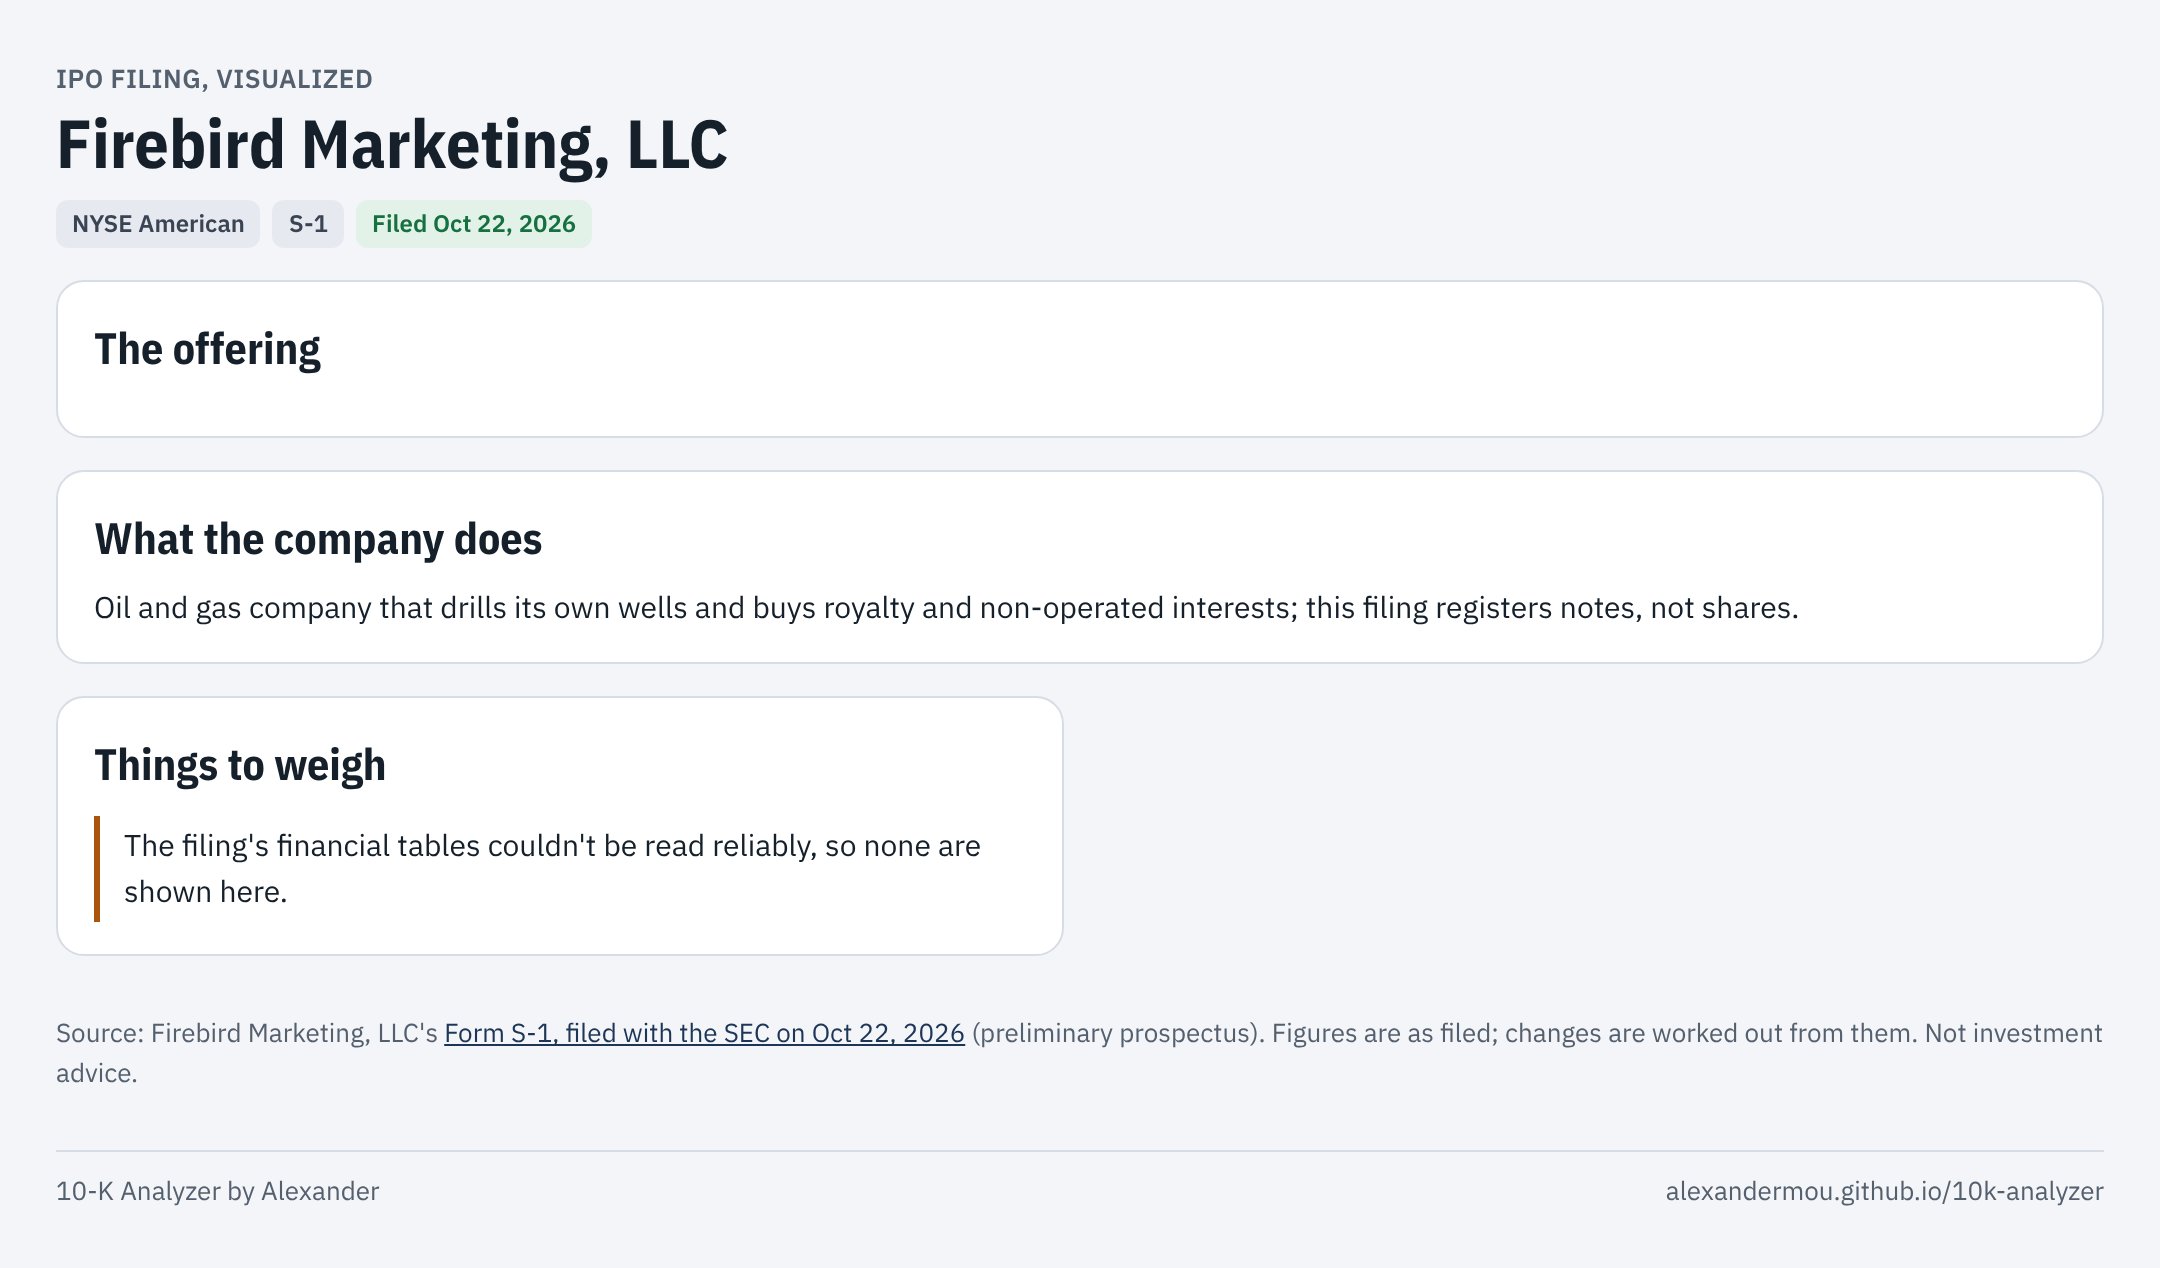 IPO FILING, VISUALIZED
Firebird Marketing, LLC
NYSE American S-1 Filed Oct 22, 2026
The offering
What the company does
Oil and gas company that drills its own wells and buys royalty and non-operated interests; this filing registers notes, not shares.
Things to weigh
The filing's financial tables couldn't be read reliably, so none are
shown here.
Source: Firebird Marketing, LLC's Form S-1, filed with the SEC on Oct 22, 2026 (preliminary prospectus). Figures are as filed; changes are worked out from them. Not investment
advice.
10-K Analyzer by Alexander
alexandermou.github.io/10k-analyzer